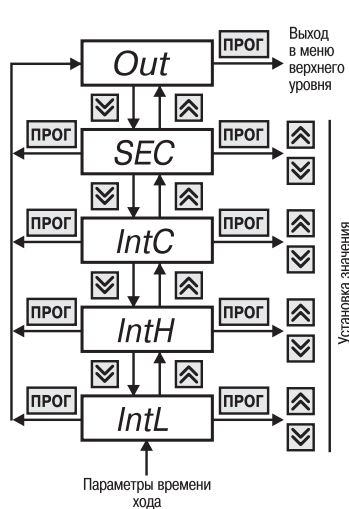 ПРОГ
Выход
в меню
верхнего
уровня
Out
ПРОГ
SEC
ПРОГ
ПРОГ
IntC
ПРОГ
ПРОГ
IntH
ПРОГ
ПРОГ
IntL
ПРОГ
Установка значения
Параметры времени
хода